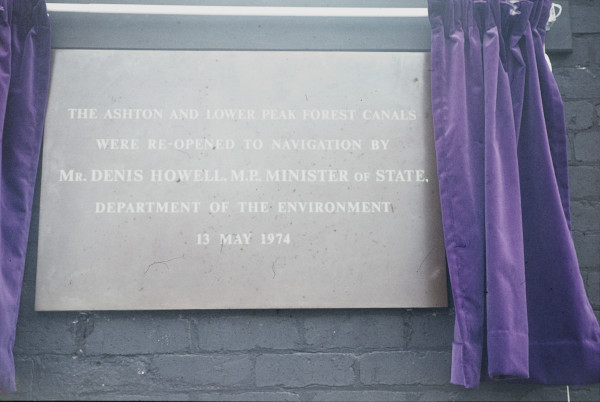 THE ASHTON AND LOWER PEAK FOREST CANALS
WERE RE-OPENED TO NAVIGATION BY
MR. DENIS HOWELL, M.P., MINISTER OF STATE,
DEPARTMENT OF THE ENVIRONMENT
13 MAY 1974